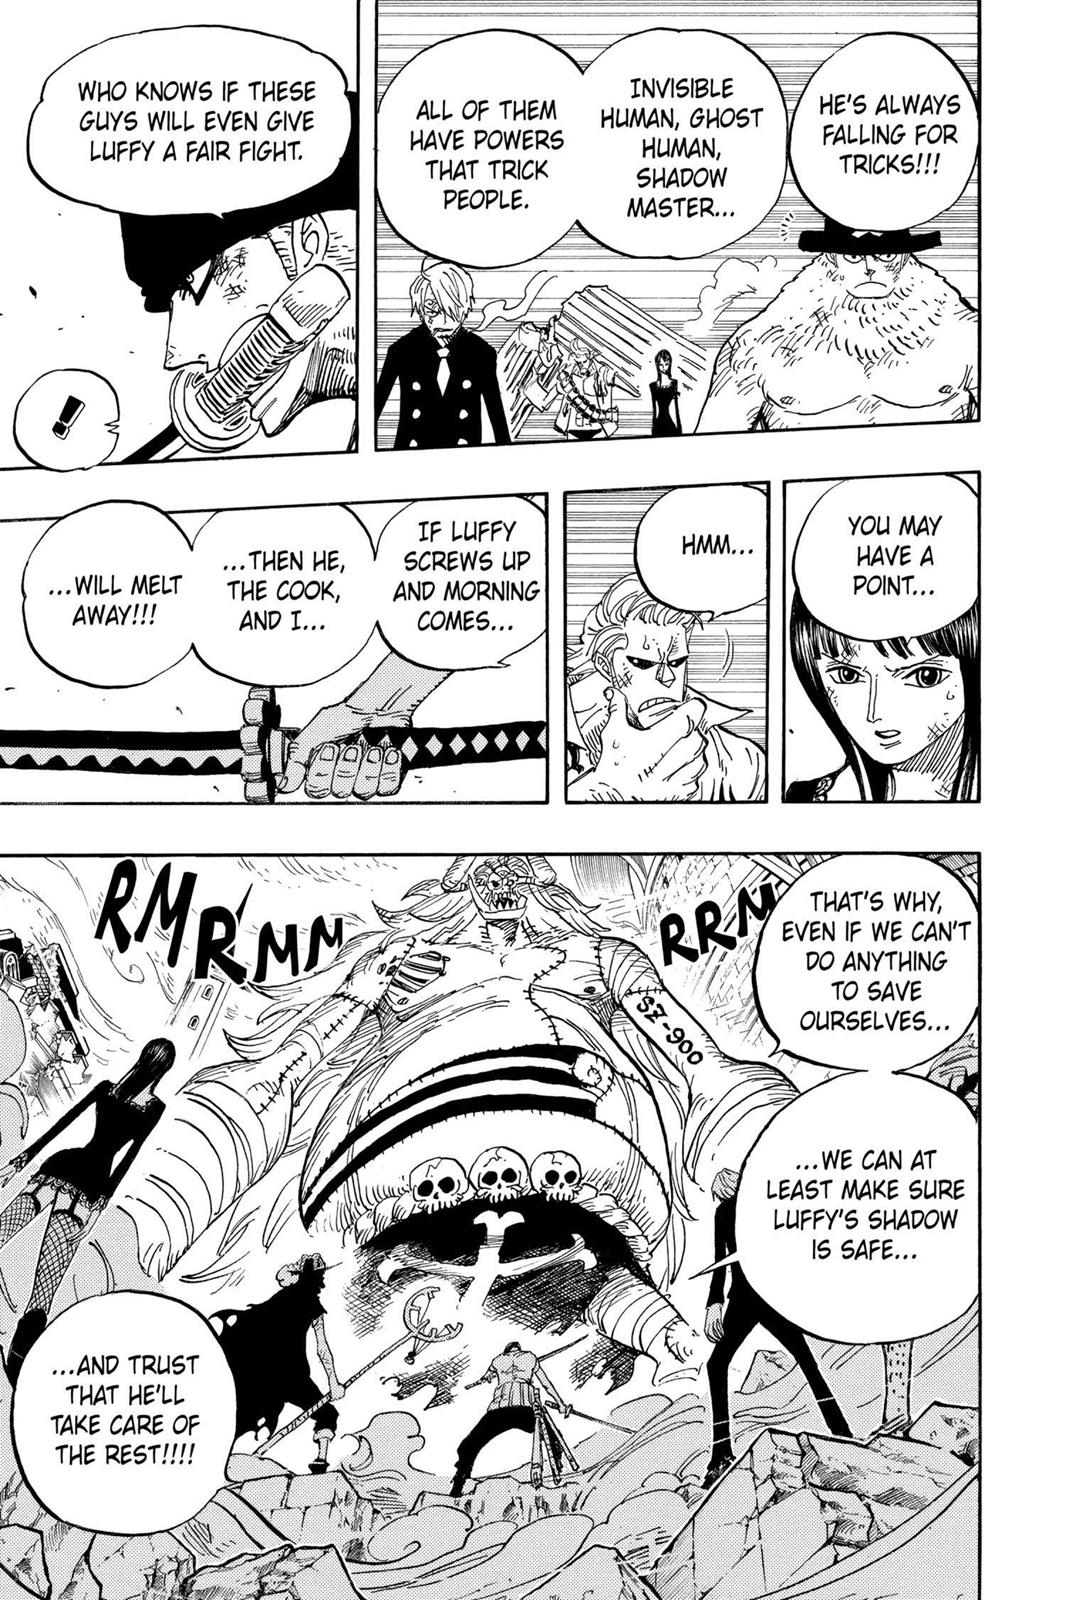 HE'S ALWAYS
FALLING FOR
TRICKS!!!
INVISIBLE
HUMAN, GHOST
HUMAN,
SHADOW
MASTER...
ALL OF THEM
HAVE POWERS
THAT TRICK
PEOPLE.
WHO KNOWS IF THESE
GUYS WILL EVEN GIVE
LUFFY A FAIR FIGHT.
!
YOU MAY
HAVE A
POINT...
HMM...
IF LUFFY
SCREWS UP
AND MORNING
COMES...
...THEN HE,
THE COOK,
AND I...
...WILL MELT
AWAY!!!
RMRMM
RRM
THAT'S WHY,
EVEN IF WE CAN'T
DO ANYTHING
TO SAVE
OURSELVES...
SZ-900
3
...WE CAN AT
LEAST MAKE SURE
LUFFY'S SHADOW
IS SAFE...
...AND TRUST
THAT HE'LL
TAKE CARE OF
THE REST!!!!